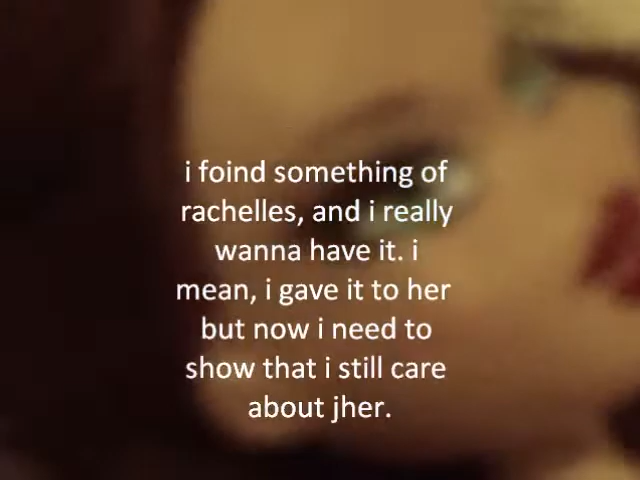 i foind something of
rachelles, and i really
wanna have it. i
mean, i gave it to her
but now i need to
show that i still care
about jher.